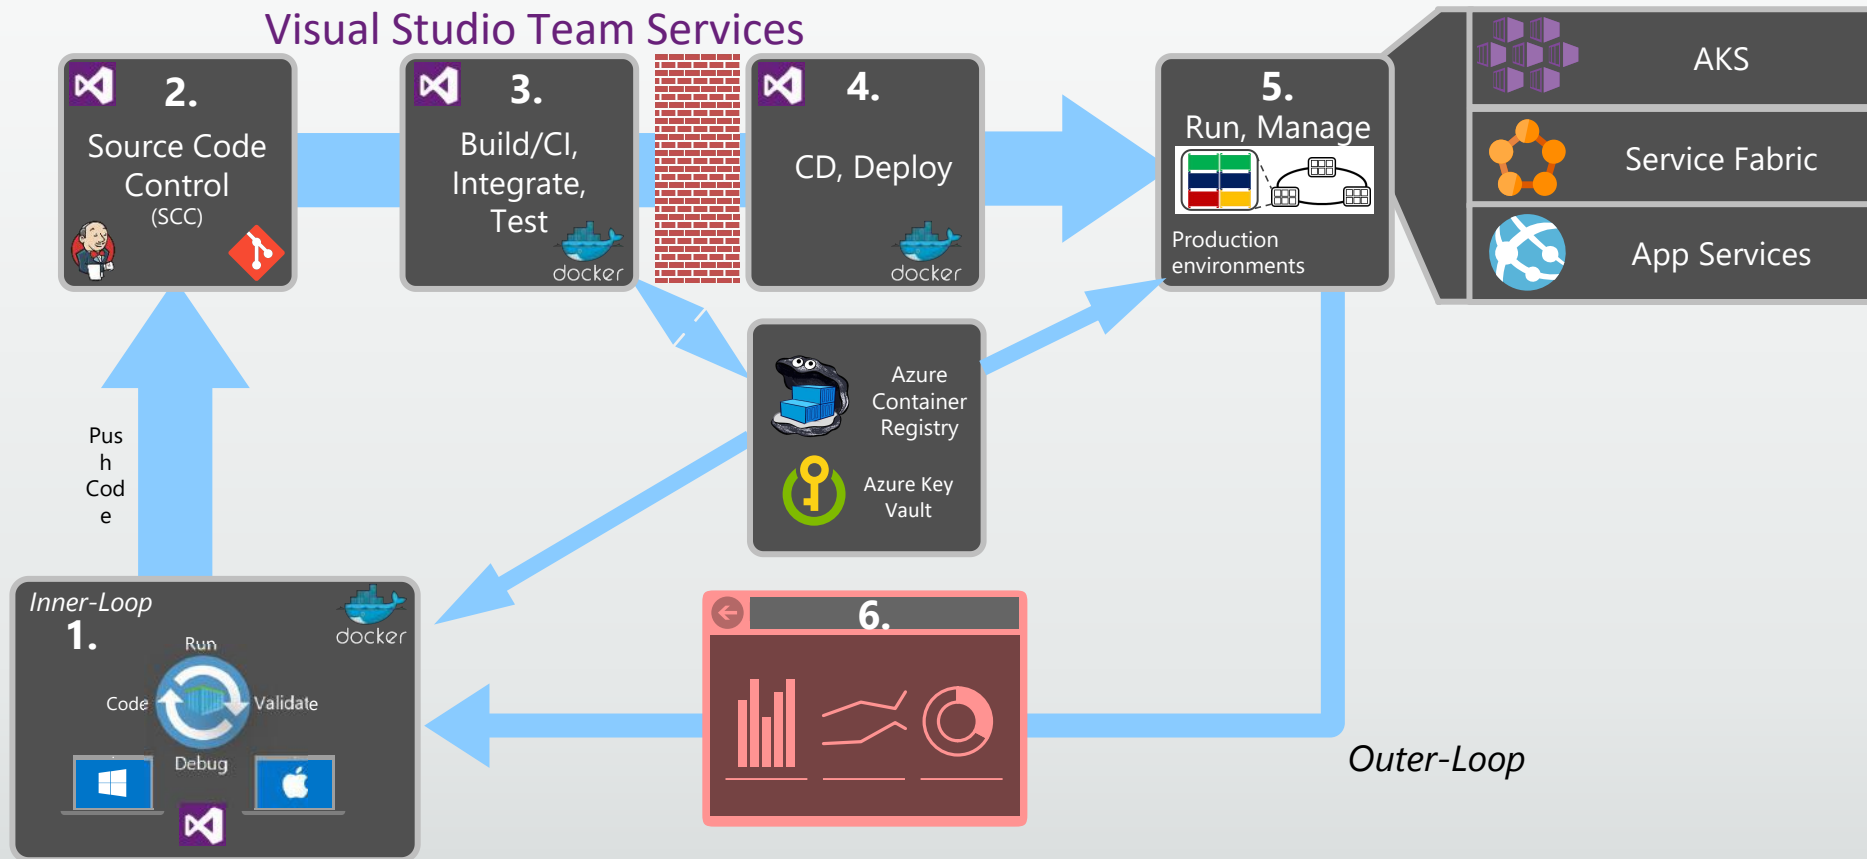 Visual Studio Team Services
2.
Source Code
Control
(SCC)
3.
Build/CI,
Integrate,
Test
docker
4.
CD, Deploy
docker
5.
Run, Manage
Production
environments
AKS
Service Fabric
App Services
Azure
Container
Registry
Azure Key
Vault
Pus
h
Cod
e
Inner-Loop
1.
docker
Run
Code
Validate
Debug
6.
Outer-Loop